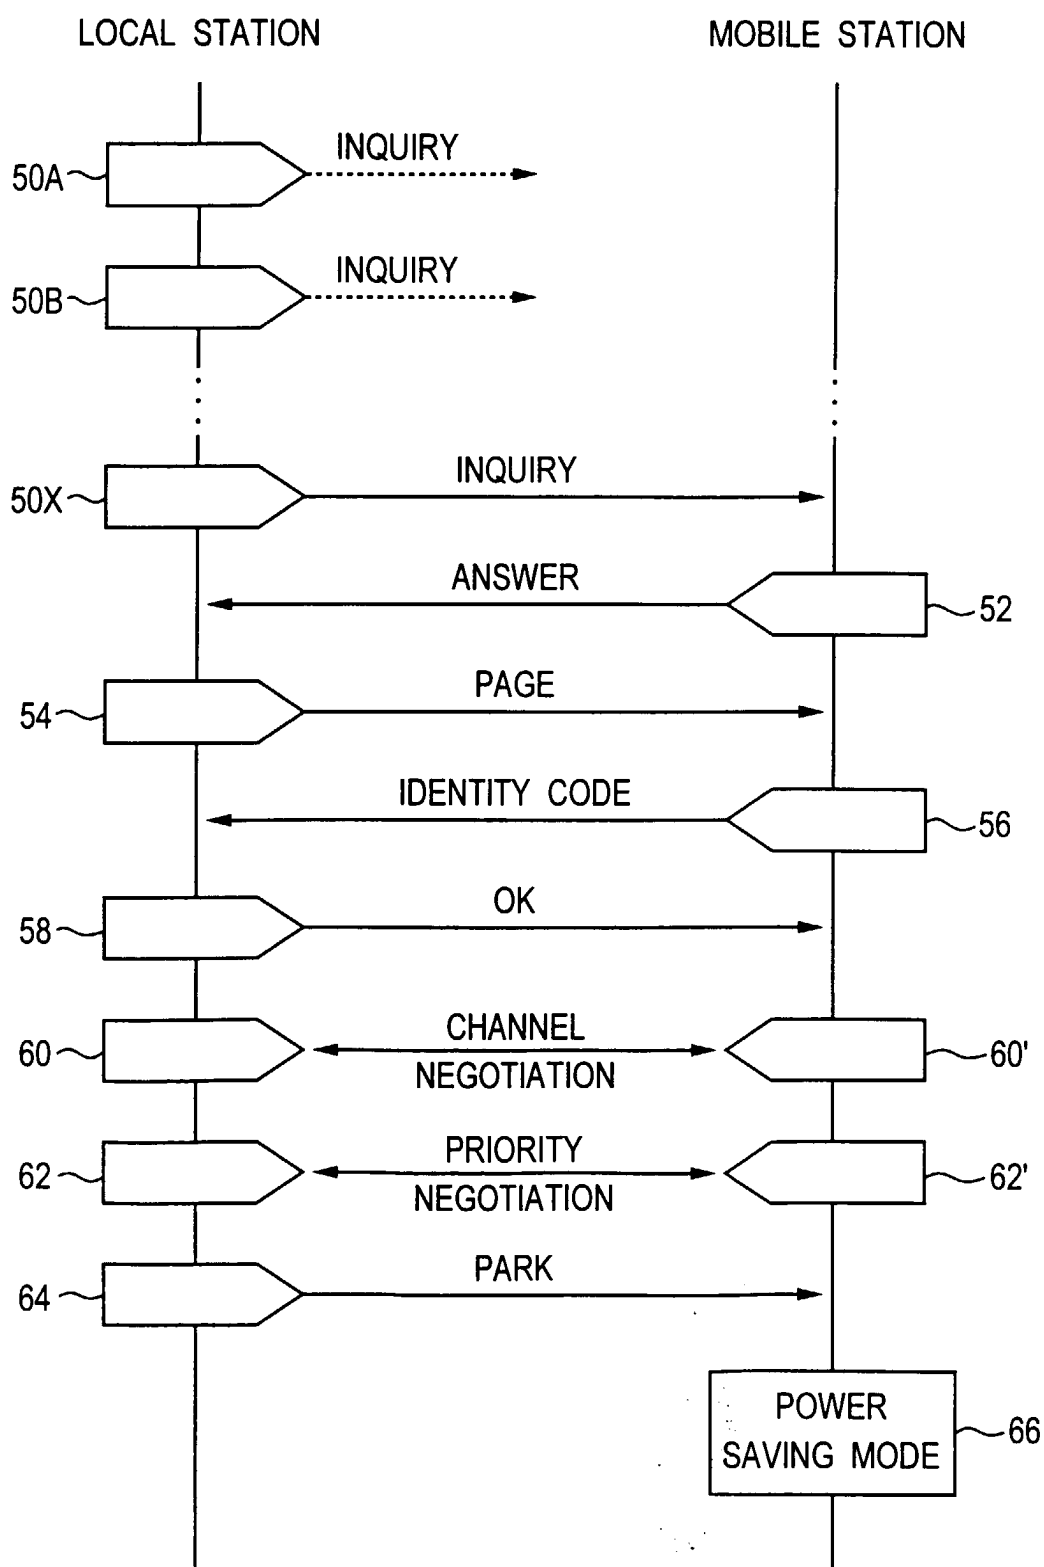 LOCAL STATION
MOBILE STATION
INQUIRY
50A
INQUIRY
50B
INQUIRY
50X
ANSWER
52
PAGE
54
IDENTITY CODE
56
OK
58
CHANNEL
60
60'
NEGOTIATION
PRIORITY
62
62'
NEGOTIATION
PARK
64
POWER
66
SAVING MODE